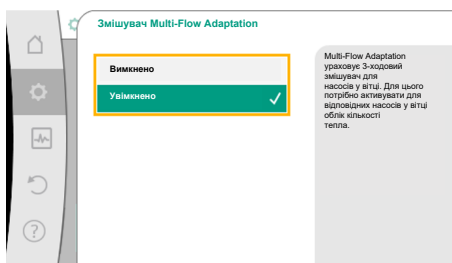 Змішувач Multi-Flow Adaptation
Вимкнено
Увімкнено
Multi-Flow Adaptation
ураховує 3-ходовий
змішувач для
насосів у вітці. Для цього
потрібно активувати для
відповідних насосів у вітці
облік кількості
тепла.
?